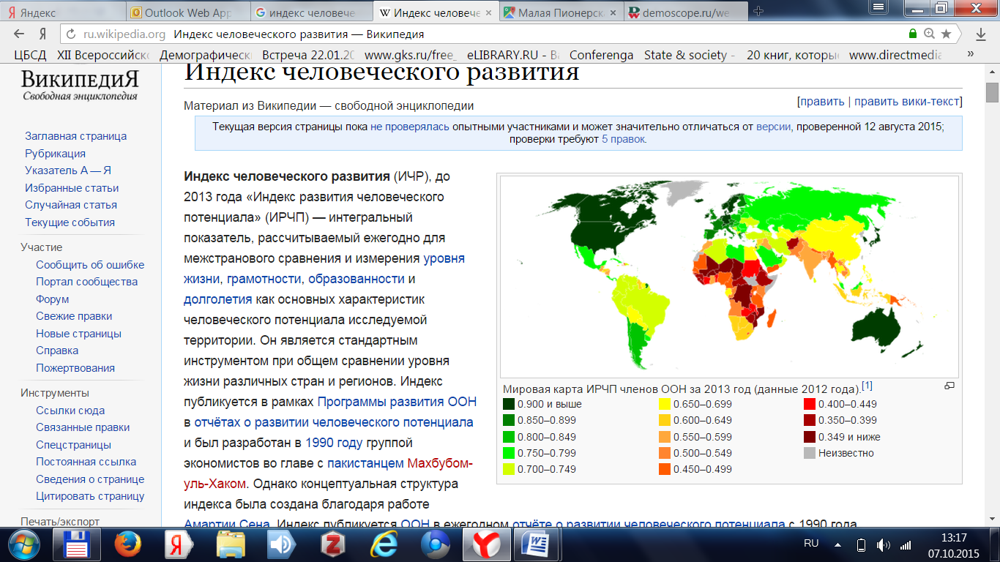 Яндекс
Outlook Web App
индекс человече
Индекс человече
Малая Пионерска
demoscope.ru/we
ru.wikipedia.org Индекс человеческого развития — Википедия
ЦБСД XII Всероссийск Демографическ Встреча 22.01.20 www.gks.ru/free_ eLIBRARY.RU - Conferenga State & society - 20 книг, которые www.directmedia »
ВикипедиЯ
Свободная энциклопедия
Заглавная страница
Рубрикация
Указатель А — Я
Избранные статьи
Случайная статья
Текущие события
Участие
Сообщить об ошибке
Портал сообщества
Форум
Свежие правки
Новые страницы
Справка
Пожертвования
Инструменты
Ссылки сюда
Связанные правки
Спецстраницы
Постоянная ссылка
Сведения о странице
Цитировать страницу
Печать/экспорт
Индекс человеческого развития
[править | править вики-текст]
Материал из Википедии — свободной энциклопедии
Текущая версия страницы пока не проверялась опытными участниками и может значительно отличаться от версии, проверенной 12 августа 2015;
проверки требуют 5 правок.
Индекс человеческого развития (ИЧР), до
2013 года «Индекс развития человеческого
потенциала» (ИРЧП) — интегральный
показатель, рассчитываемый ежегодно для
межстранового сравнения и измерения уровня
жизни, грамотности, образованности и
долголетия как основных характеристик
человеческого потенциала исследуемой
территории. Он является стандартным
инструментом при общем сравнении уровня
жизни различных стран и регионов. Индекс
публикуется в рамках Программы развития ООН
в отчётах о развитии человеческого потенциала
и был разработан в 1990 году группой
экономистов во главе с пакистанцем Махбубом-
уль-Хаком. Однако концептуальная структура
индекса была создана благодаря работе
Амартии Сена. Индекс публикуется ООН в ежегодном отчёте о развитии человеческого потенциала с 1990 года.
Мировая карта ИРЧП членов ООН за 2013 год (данные 2012 года).[1]
0.900 и выше
0.850–0.899
0.800–0.849
0.750–0.799
0.700–0.749
0.650–0.699
0.600–0.649
0.550–0.599
0.500–0.549
0.450–0.499
0.400–0.449
0.350–0.399
0.349 и ниже
Неизвестно
RU
13:17
07.10.2015